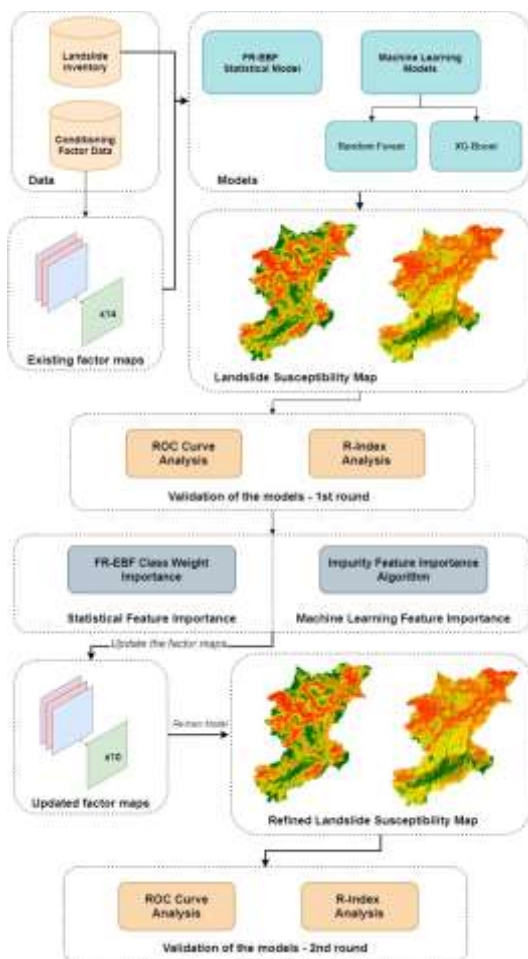 Landslide
Inventory
Conditioning
Factor Data
Data
FR-EBF
Statistical Model
Machine Learning
Models
Random Forest
XG-Boost
Models
x14
Existing factor maps
Landslide Susceptibility Map
ROC Curve
Analysis
R-Index
Analysis
Validation of the models - 1st round
FR-EBF Class Weight
Importance
Statistical Feature Importance
Impurity Feature Importance
Algorithm
Machine Learning Feature Importance
Update the factor maps
x10
Updated factor maps
Re-train Model
Refined Landslide Susceptibility Map
ROC Curve
Analysis
R-Index
Analysis
Validation of the models - 2nd round